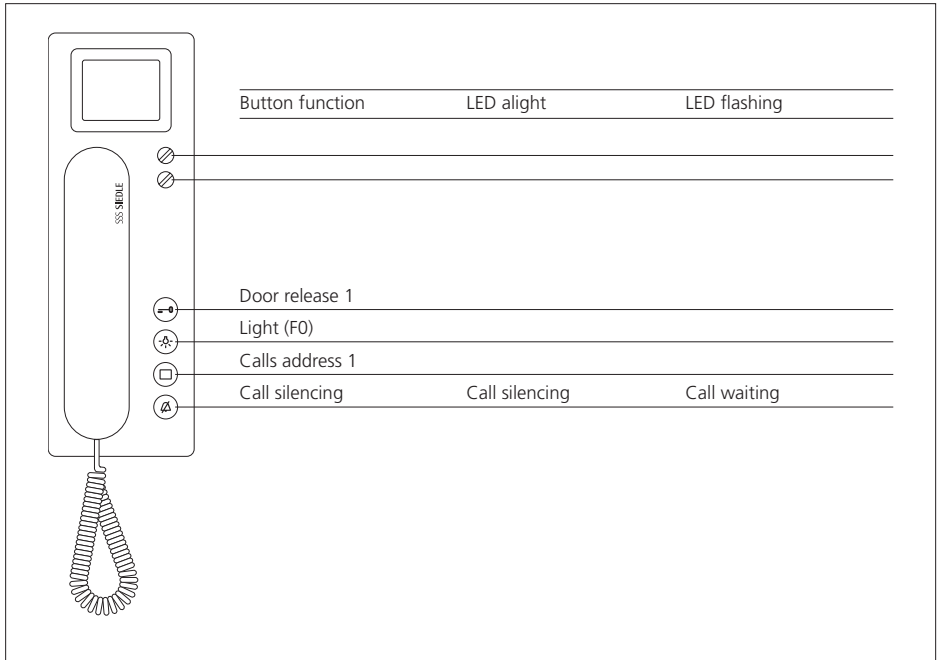 Button function LED alight LED flashing
SSS SIEDLE
Door release 1
Light (F0)
Calls address 1
Call silencing Call silencing Call waiting